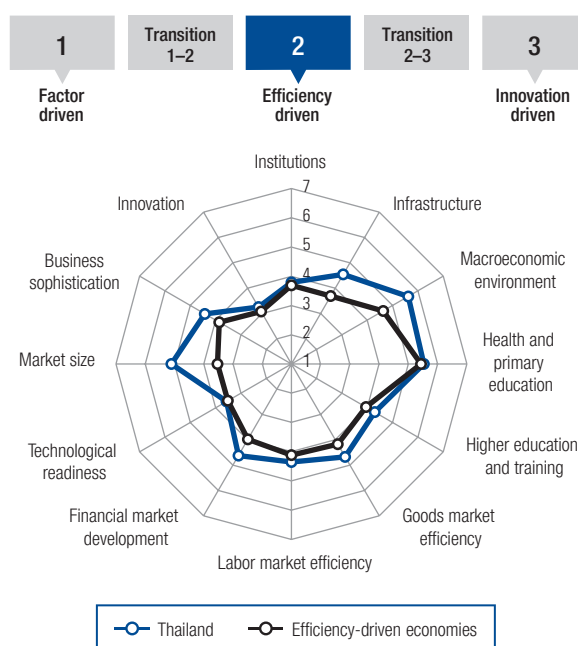 1
Transition
1–2
2
Transition
2–3
3
Factor
driven
Efficiency
driven
Innovation
driven
Institutions
7
Innovation
Infrastructure
6
Business
sophistication
5
Macroeconomic
environment
4
3
2
Market size
1
Health and
primary
education
Technological
readiness
Higher education
and training
Financial market
development
Goods market
efficiency
Labor market efficiency
Thailand
Efficiency-driven economies